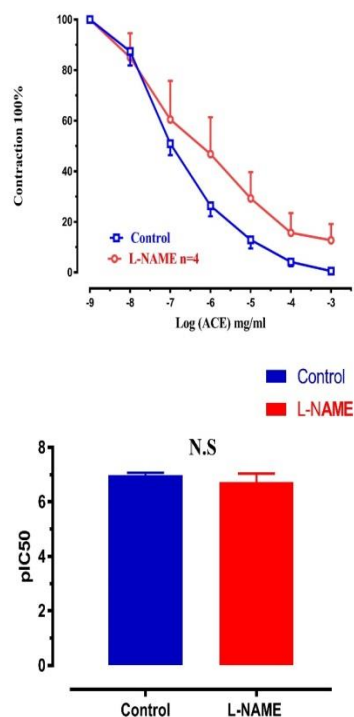 Contraction 100%
100
80
60
40
20
0
Control
L-NAME n=4
-9 -8 -7 -6 -5 -4 -3
Log (ACE) mg/ml
Control
L-NAME
N.S
pIC50
8
6
4
2
0
Control L-NAME